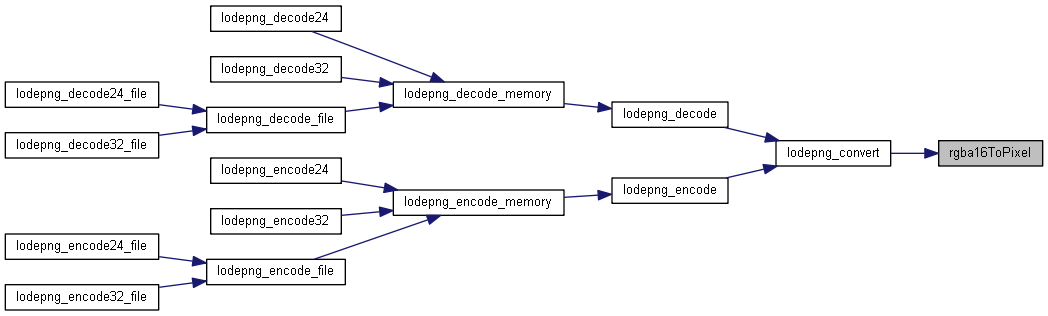 lodepng_decode24
lodepng_decode32
lodepng_decode24_file
lodepng_decode_memory
lodepng_decode_file
lodepng_decode
lodepng_decode32_file
lodepng_convert
rgba16ToPixel
lodepng_encode24
lodepng_encode
lodepng_encode_memory
lodepng_encode32
lodepng_encode24_file
lodepng_encode_file
lodepng_encode32_file